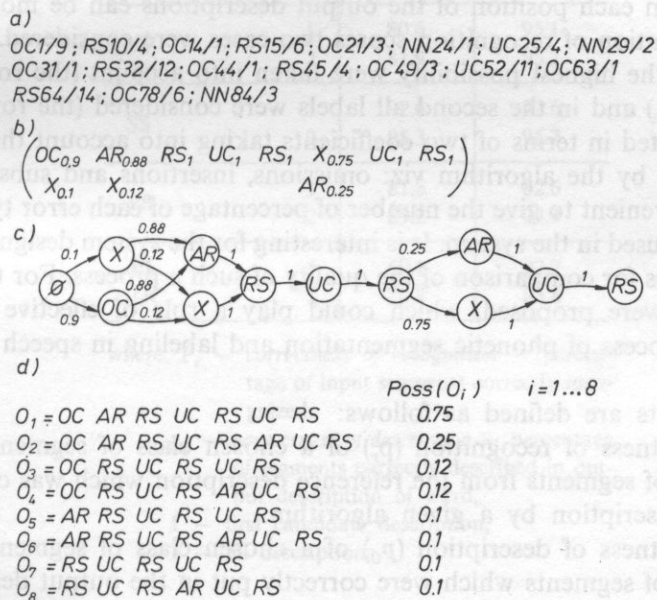 a)
OC1/9; RS10/4; OC14/1; RS15/6; OC21/3; NN24/1; UC25/4; NN29/2
OC31/1; RS32/12; OC44/1; RS45/4; OC49/3; UC52/11; OC63/1
RS64/14; OC78/6; NN84/3
b)
OC0,9 AR0.88 RS1 UC1 RS1 X0.75 UC1 RS1
X0.1 X0.12 AR0.25
c)
0.88 0.25 AR 1
0.1 X 0.12 AR 1
Ø 0.88 RS 1 UC 1 RS UC 1 RS
0.9 OC 0.12 X 1 0.75 X 1
d)
Poss(Oi) i=1...8
O1 = OC AR RS UC RS UC RS 0.75
O2 = OC AR RS UC RS AR UC RS 0.25
O3 = OC RS UC RS UC RS 0.12
O4 = OC RS UC RS AR UC RS 0.12
O5 = AR RS UC RS UC RS 0.1
O6 = AR RS UC RS AR UC RS 0.1
O7 = RS UC RS UC RS 0.1
O8 = RS UC RS AR UC RS 0.1